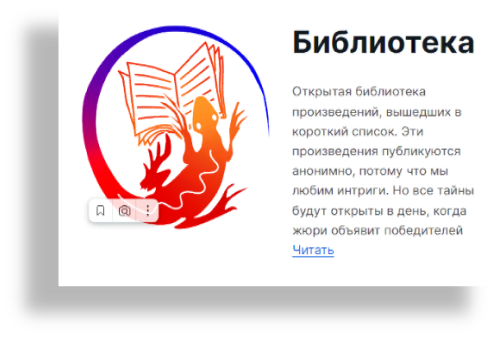 Библиотека
Открытая библиотека
произведений, вышедших в
короткий список. Эти
произведения публикуются
анонимно, потому что мы
любим интриги. Но все тайны
будут открыты в день, когда
жюри объявит победителей
Читать